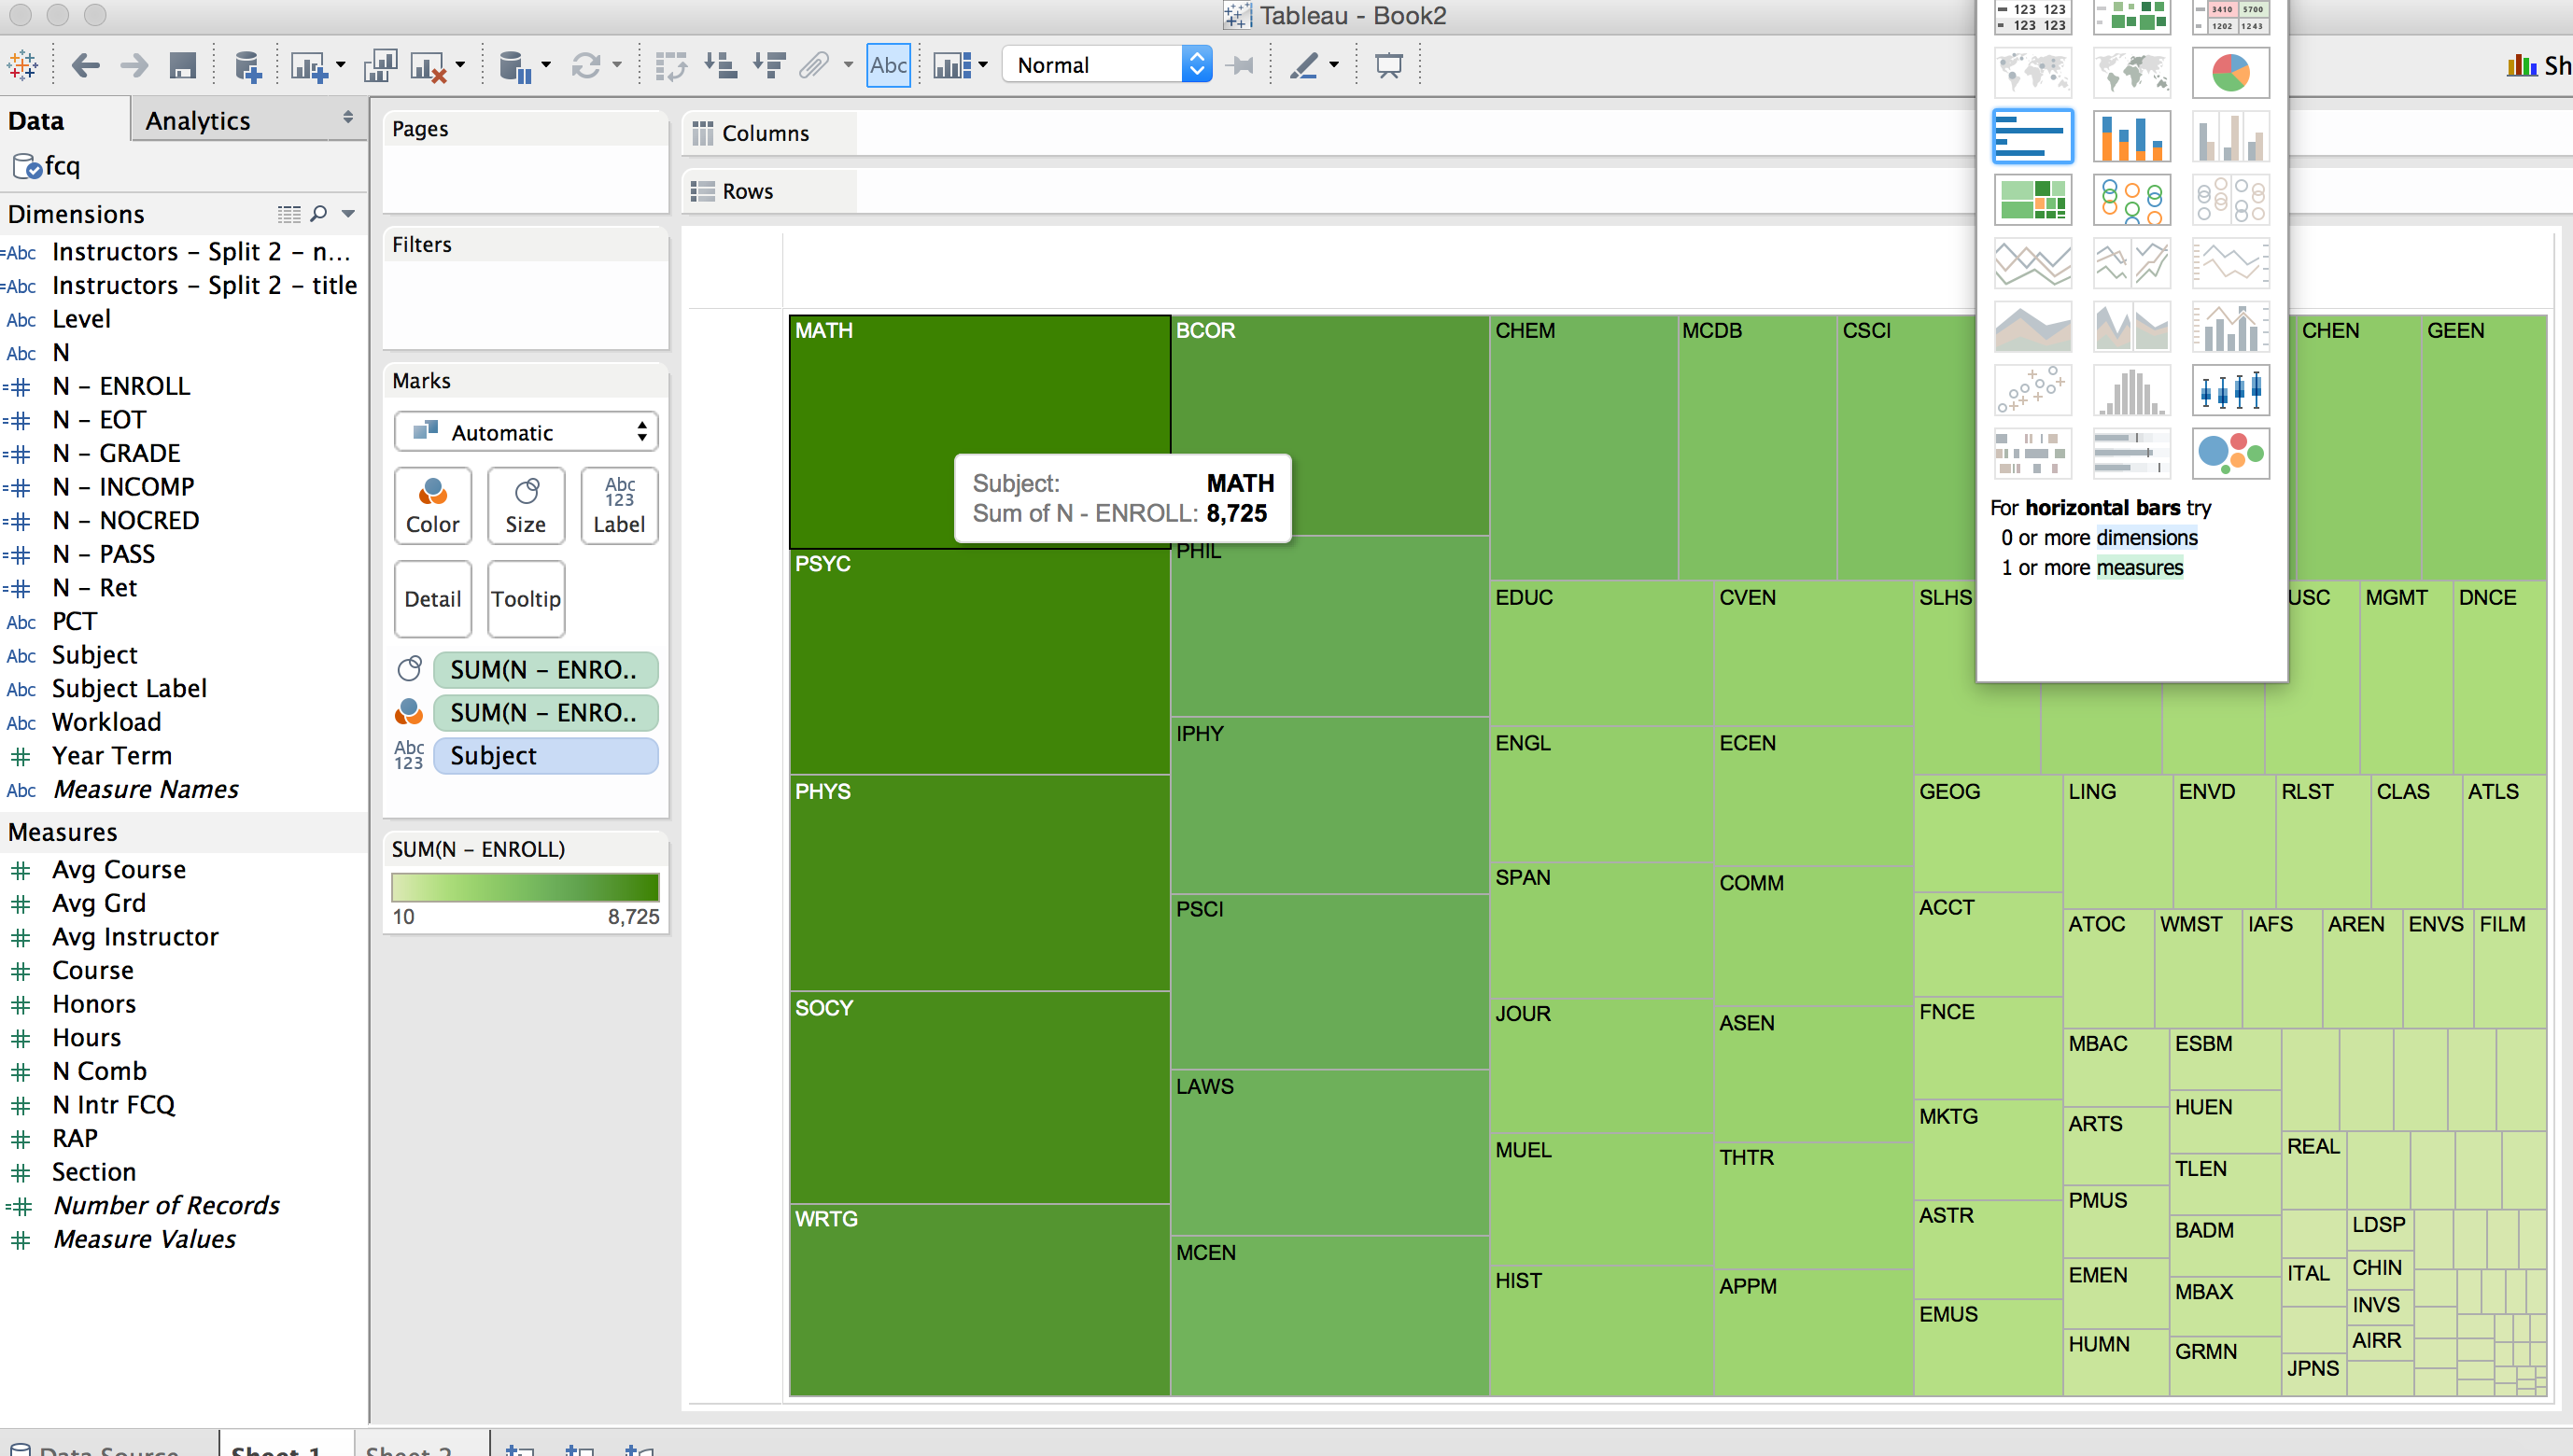 Tableau - Book2
Abc
Normal
Sh
Data
Analytics
fcq
Dimensions
=Abc Instructors – Split 2 – n...
=Abc Instructors – Split 2 – title
Abc Level
Abc N
=# N – ENROLL
=# N – EOT
=# N – GRADE
=# N – INCOMP
=# N – NOCRED
=# N – PASS
=# N – Ret
Abc PCT
Abc Subject
Abc Subject Label
Abc Workload
# Year Term
Abc Measure Names
Measures
# Avg Course
# Avg Grd
# Avg Instructor
# Course
# Honors
# Hours
# N Comb
# N Intr FCQ
# RAP
# Section
=# Number of Records
# Measure Values
Pages
Filters
Marks
Automatic
Color
Size
Abc
123
Label
Detail
Tooltip
SUM(N – ENRO..
SUM(N – ENRO..
Abc
123
Subject
SUM(N – ENROLL)
10
8,725
Columns
Rows
MATH
PSYC
PHYS
SOCY
WRTG
BCOR
PHIL
IPHY
PSCI
LAWS
MCEN
Subject: MATH
Sum of N - ENROLL: 8,725
CHEM
MCDB
CSCI
CHEN
GEEN
EDUC
ENGL
SPAN
JOUR
MUEL
HIST
CVEN
ECEN
COMM
ASEN
THTR
APPM
SLHS
USC
MGMT
DNCE
GEOG
ACCT
FNCE
MKTG
ASTR
EMUS
LING
ENVD
RLST
CLAS
ATLS
ATOC
WMST
IAFS
AREN
ENVS
FILM
MBAC
ARTS
PMUS
EMEN
HUMN
ESBM
HUEN
TLEN
BADM
MBAX
GRMN
REAL
ITAL
JPNS
LDSP
CHIN
INVS
AIRR
123 123
123 123
3410 5700
1202 1243
For horizontal bars try
0 or more dimensions
1 or more measures
Data Source
Sheet 1
Sheet 2